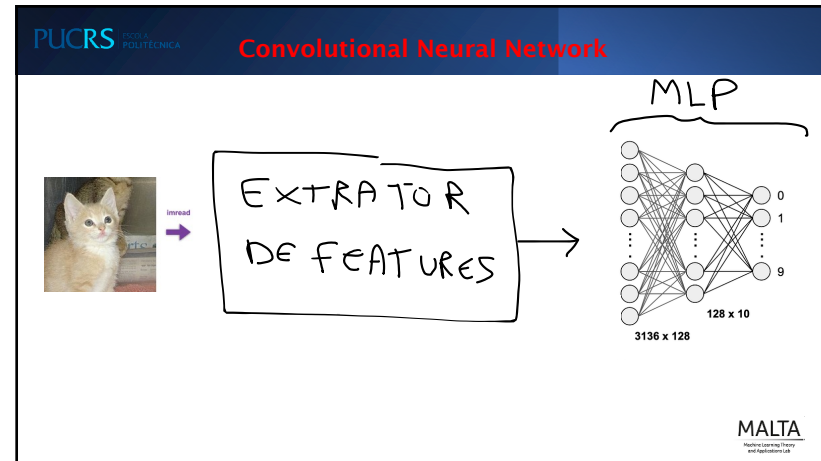 PUCRS ESCOLA
POLITÉCNICA
Convolutional Neural Network
MLP
imread
EXTRATOR
DE FEATURES
0
1
9
128 x 10
3136 x 128
MALTA
Machine Learning Theory
and Applications Lab